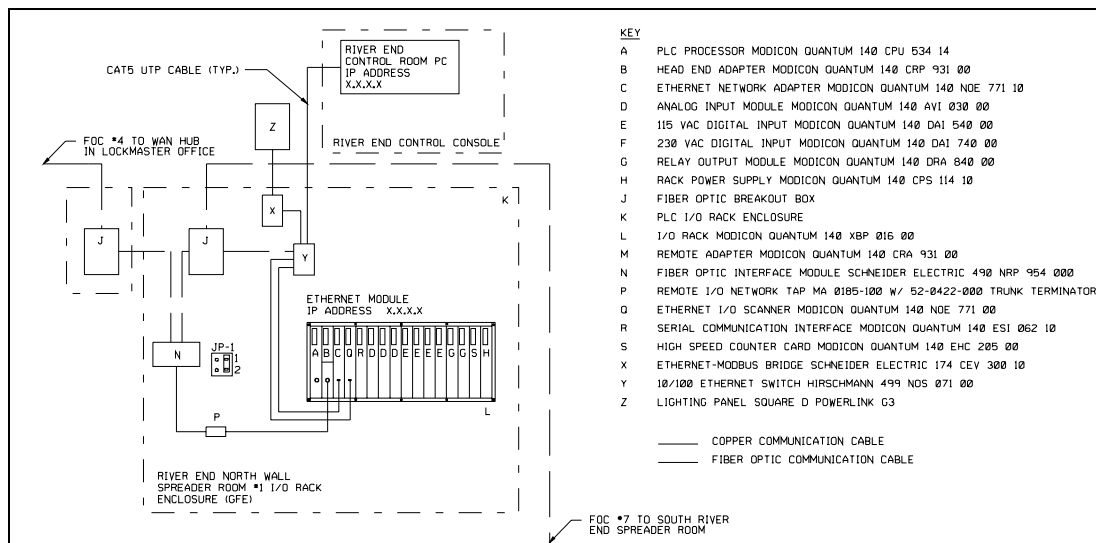 RIVER END
CONTROL ROOM PC
IP ADDRESS
X.X.X.X
CAT5 UTP CABLE (TYP.)
Z
RIVER END CONTROL CONSOLE
FOC #4 TO WAN HUB
IN LOCKMASTER OFFICE
K
X
J
J
Y
ETHERNET MODULE
IP ADDRESS X.X.X.X
A B C Q R D D D E E E E G G S H
JP-1
1
2
N
L
P
RIVER END NORTH WALL
SPREADER ROOM #1 I/O RACK
ENCLOSURE (GFE)
FOC #7 TO SOUTH RIVER
END SPREADER ROOM
KEY
A PLC PROCESSOR MODICON QUANTUM 140 CPU 534 14
B HEAD END ADAPTER MODICON QUANTUM 140 CRP 931 00
C ETHERNET NETWORK ADAPTER MODICON QUANTUM 140 NOE 771 10
D ANALOG INPUT MODULE MODICON QUANTUM 140 AVI 030 00
E 115 VAC DIGITAL INPUT MODICON QUANTUM 140 DAI 540 00
F 230 VAC DIGITAL INPUT MODICON QUANTUM 140 DAI 740 00
G RELAY OUTPUT MODULE MODICON QUANTUM 140 DRA 840 00
H RACK POWER SUPPLY MODICON QUANTUM 140 CPS 114 10
J FIBER OPTIC BREAKOUT BOX
K PLC I/O RACK ENCLOSURE
L I/O RACK MODICON QUANTUM 140 XBP 016 00
M REMOTE ADAPTER MODICON QUANTUM 140 CRA 931 00
N FIBER OPTIC INTERFACE MODULE SCHNEIDER ELECTRIC 490 NRP 954 000
P REMOTE I/O NETWORK TAP MA 0185-100 W/ 52-0422-000 TRUNK TERMINATOR
Q ETHERNET I/O SCANNER MODICON QUANTUM 140 NOE 771 00
R SERIAL COMMUNICATION INTERFACE MODICON QUANTUM 140 ESI 062 10
S HIGH SPEED COUNTER CARD MODICON QUANTUM 140 EHC 205 00
X ETHERNET-MODBUS BRIDGE SCHNEIDER ELECTRIC 174 CEV 300 10
Y 10/100 ETHERNET SWITCH HIRSCHMANN 499 NOS 071 00
Z LIGHTING PANEL SQUARE D POWERLINK G3
COPPER COMMUNICATION CABLE
FIBER OPTIC COMMUNICATION CABLE